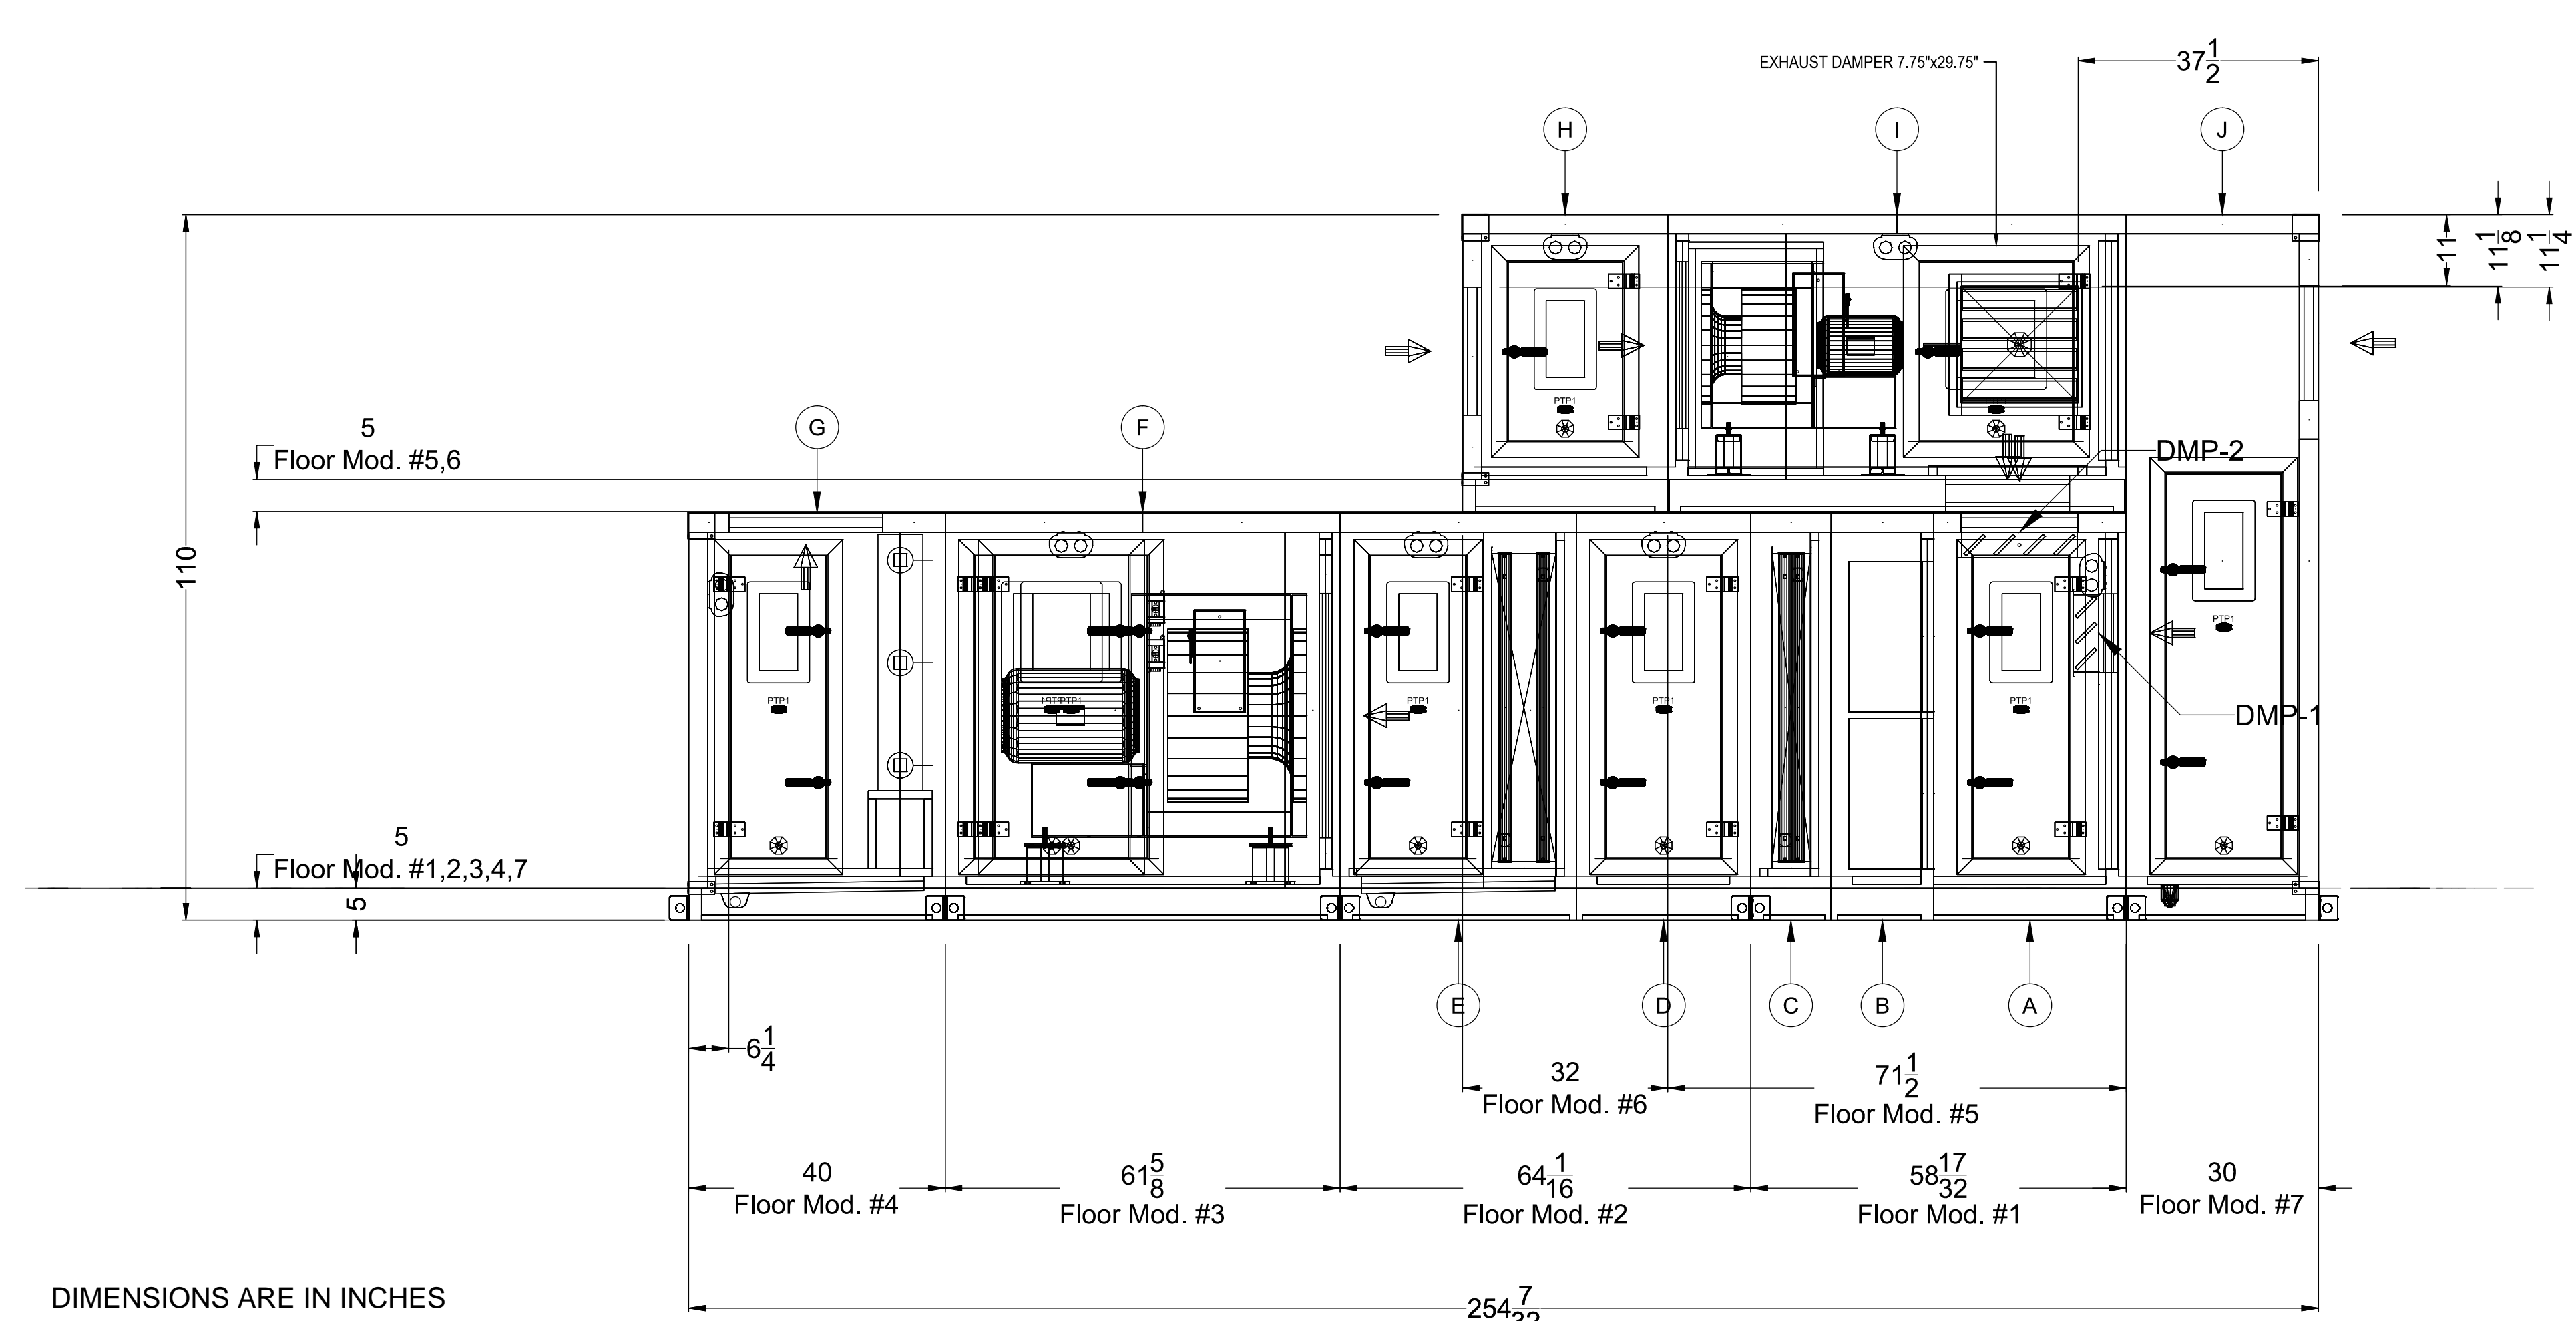 EXHAUST DAMPER 7.75"x29.75"
37 1/2
H
I
J
11
11 1/8
11 1/4
G
F
5
Floor Mod. #5,6
110
PTP1
PTP1
DMP-2
PTP1
PTP1
PTP1
PTP1
PTP1
PTP1
PTP1
DMP-1
5
Floor Mod. #1,2,3,4,7
5
E
D
C
B
A
6 1/4
32
Floor Mod. #6
71 1/2
Floor Mod. #5
40
Floor Mod. #4
61 5/8
Floor Mod. #3
64 1/16
Floor Mod. #2
58 17/32
Floor Mod. #1
30
Floor Mod. #7
DIMENSIONS ARE IN INCHES
254 7/32